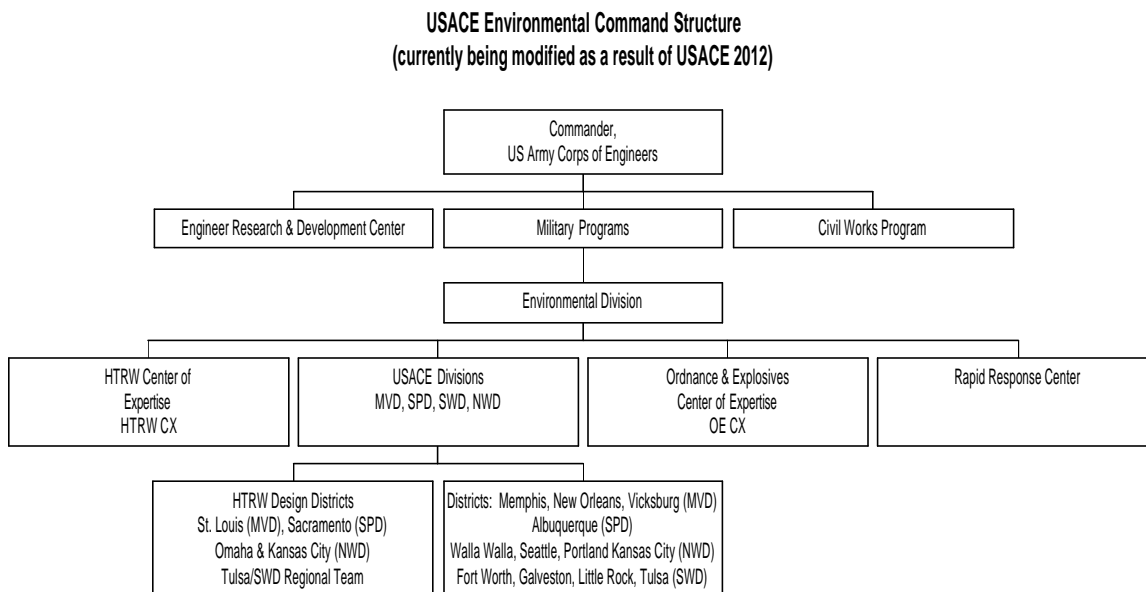 USACE Environmental Command Structure
(currently being modified as a result of USACE 2012)
Commander,
US Army Corps of Engineers
Engineer Research & Development Center
Military Programs
Civil Works Program
Environmental Division
HTRW Center of
Expertise
HTRW CX
USACE Divisions
MVD, SPD, SWD, NWD
Ordnance & Explosives
Center of Expertise
OE CX
Rapid Response Center
HTRW Design Districts
St. Louis (MVD), Sacramento (SPD)
Omaha & Kansas City (NWD)
Tulsa/SWD Regional Team
Districts: Memphis, New Orleans, Vicksburg (MVD)
Albuquerque (SPD)
Walla Walla, Seattle, Portland Kansas City (NWD)
Fort Worth, Galveston, Little Rock, Tulsa (SWD)